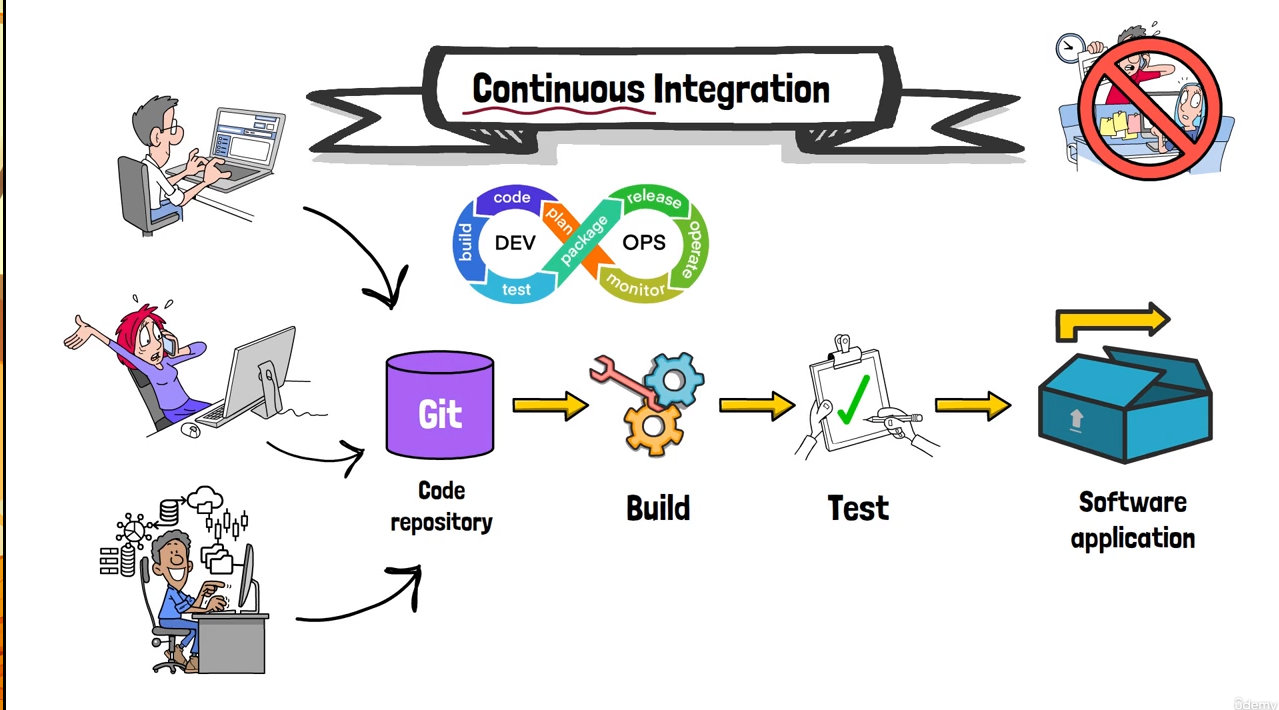 Continuous Integration
code
plan
package
release
build
DEV
OPS
operate
test
monitor
Git
Code
repository
Build
Test
Software
application
ûdemy